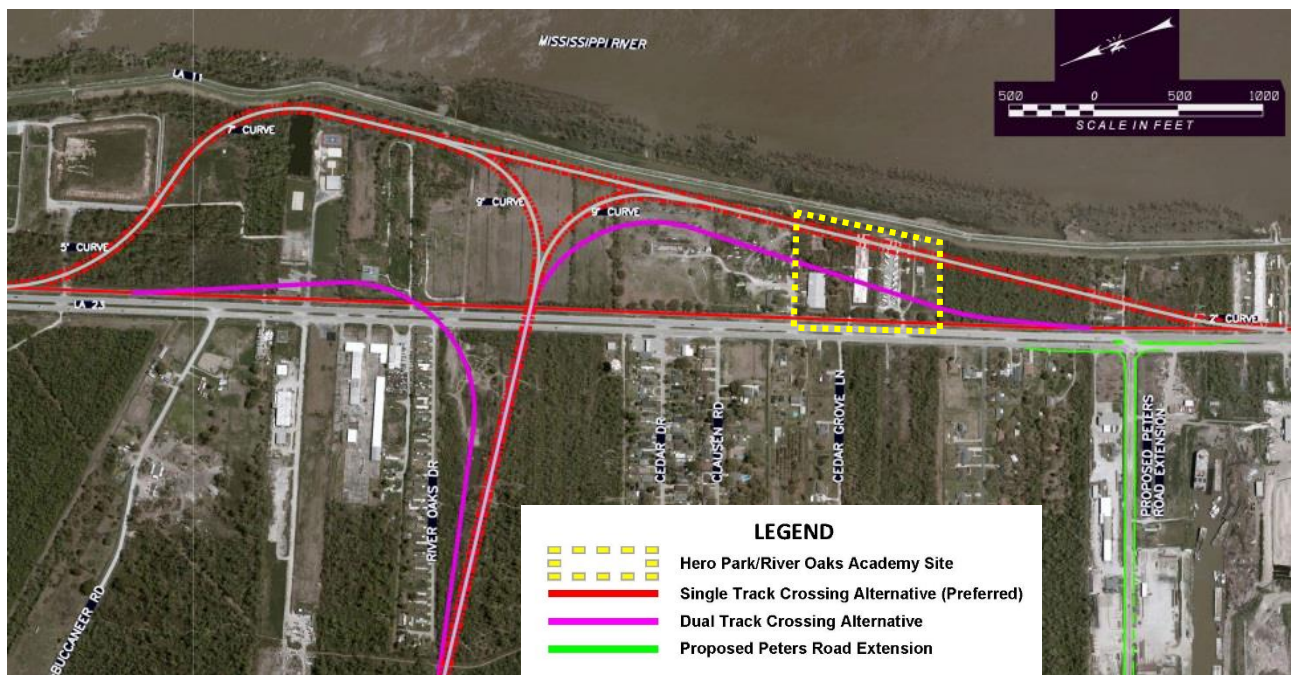 MISSISSIPPI RIVER
N
500 0 500 1000
SCALE IN FEET
LA 11
7° CURVE
9° CURVE
9° CURVE
5° CURVE
LA 23
2° CURVE
BUCCANEER RD
RIVER OAKS DR
CEDAR DR
CLAUSEN RD
CEDAR GROVE LN
PROPOSED PETERS
ROAD EXTENSION
LEGEND
Hero Park/River Oaks Academy Site
Single Track Crossing Alternative (Preferred)
Dual Track Crossing Alternative
Proposed Peters Road Extension